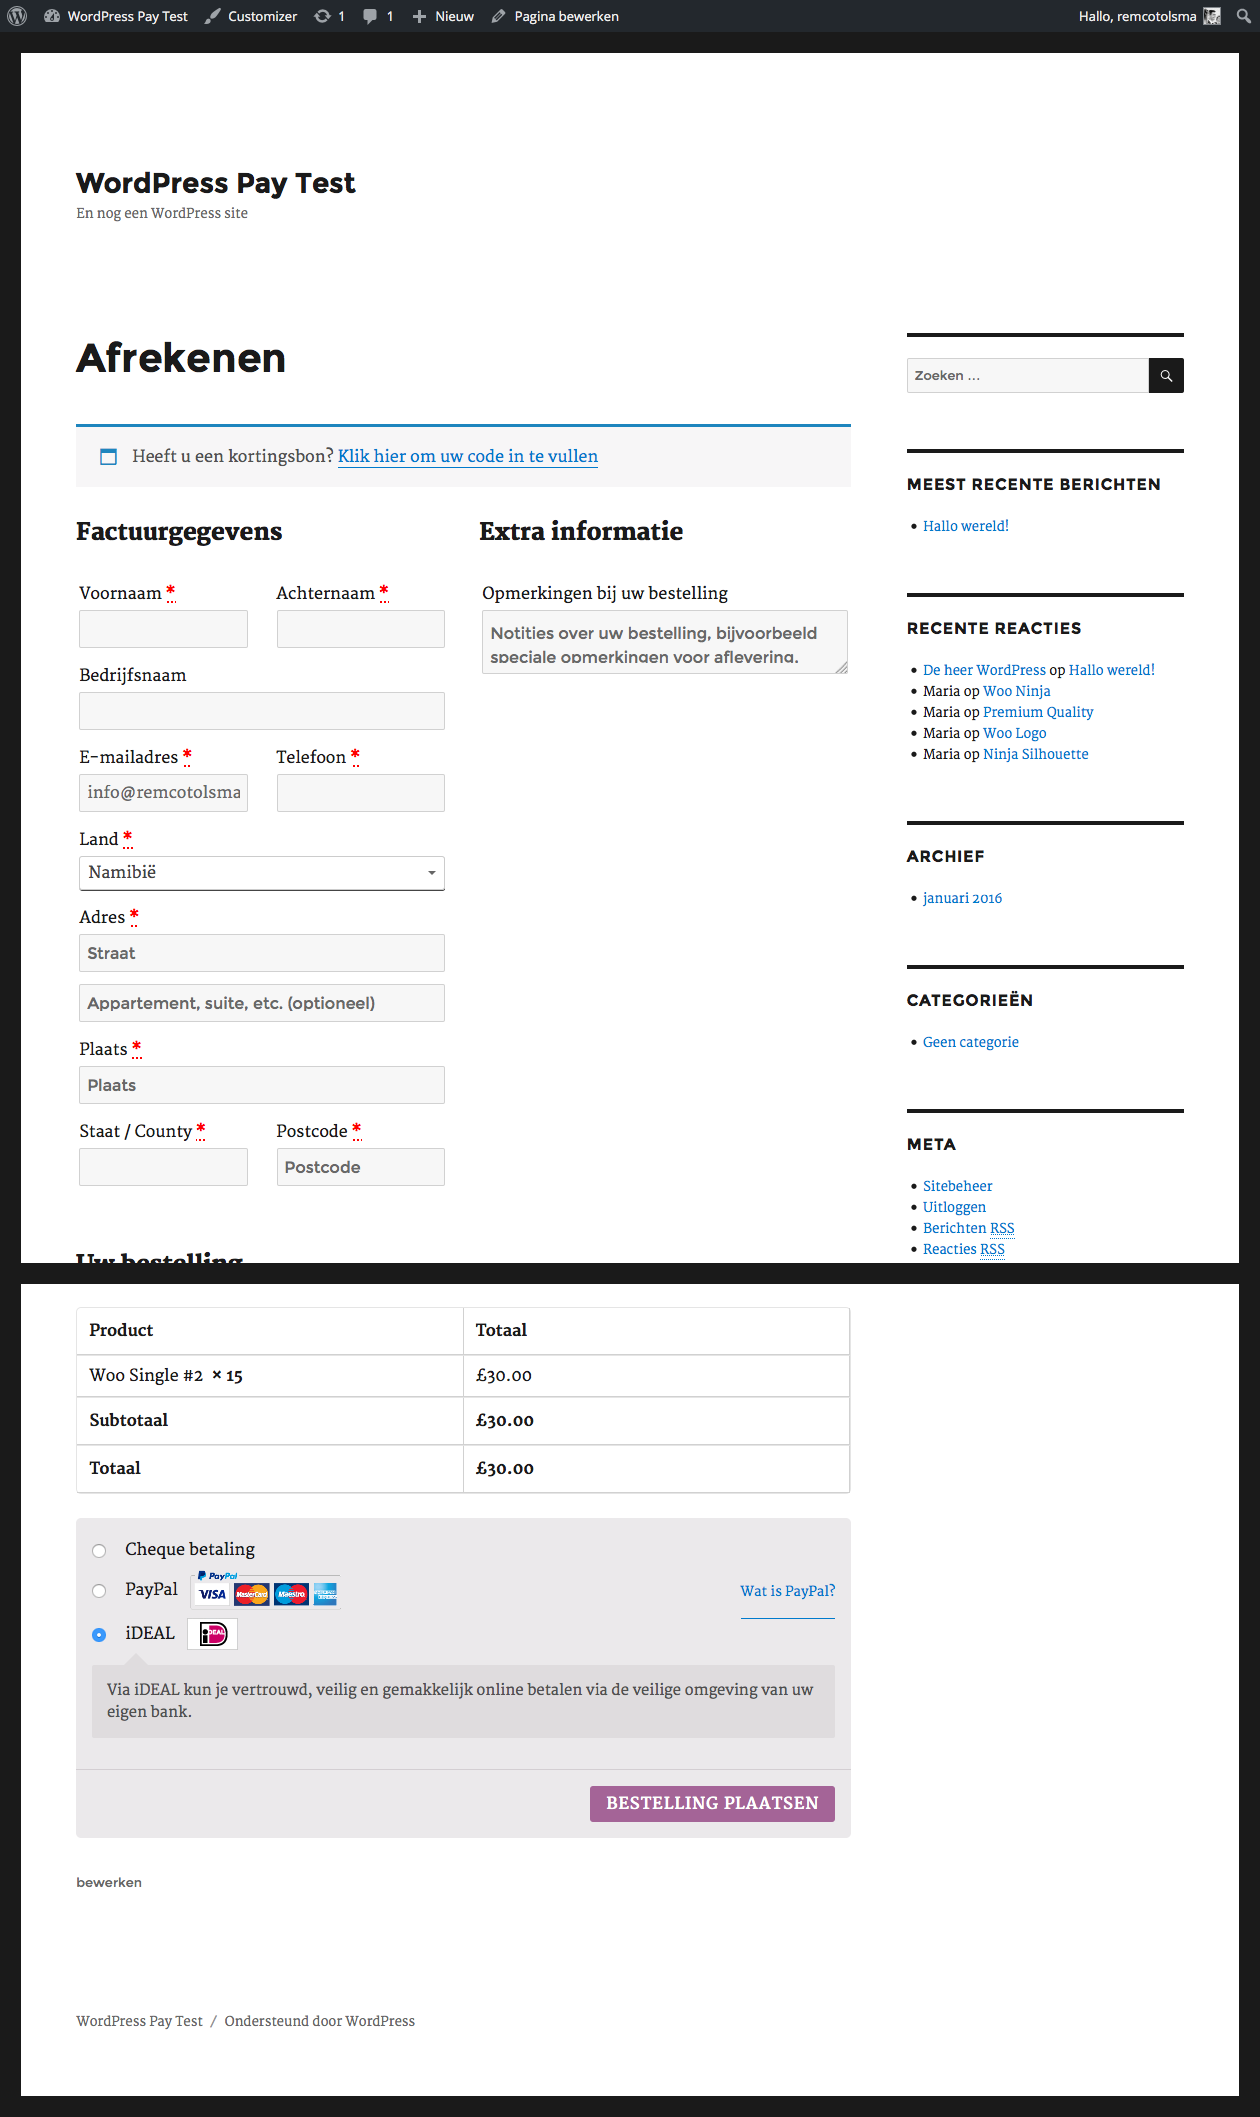 WordPress Pay Test Customizer 1 1 Nieuw Pagina bewerken Hallo, remcotolsma
WordPress Pay Test
En nog een WordPress site
Afrekenen
Heeft u een kortingsbon? Klik hier om uw code in te vullen
Factuurgegevens
Voornaam * Achternaam *
Bedrijfsnaam
E-mailadres * Telefoon *
info@remcotolsma
Land *
Namibië
Adres *
Straat
Appartement, suite, etc. (optioneel)
Plaats *
Plaats
Staat / County * Postcode *
Postcode
Extra informatie
Opmerkingen bij uw bestelling
Notities over uw bestelling, bijvoorbeeld
speciale opmerkingen voor aflevering.
Zoeken ...
MEEST RECENTE BERICHTEN
Hallo wereld!
RECENTE REACTIES
De heer WordPress op Hallo wereld!
Maria op Woo Ninja
Maria op Premium Quality
Maria op Woo Logo
Maria op Ninja Silhouette
ARCHIEF
januari 2016
CATEGORIEËN
Geen categorie
META
Sitebeheer
Uitloggen
Berichten RSS
Reacties RSS
Uw bestelling
Product Totaal
Woo Single #2 × 15 £30.00
Subtotaal £30.00
Totaal £30.00
Cheque betaling
PayPal PayPal VISA MasterCard Maestro Wat is PayPal?
iDEAL iDEAL
Via iDEAL kun je vertrouwd, veilig en gemakkelijk online betalen via de veilige omgeving van uw
eigen bank.
BESTELLING PLAATSEN
bewerken
WordPress Pay Test / Ondersteund door WordPress